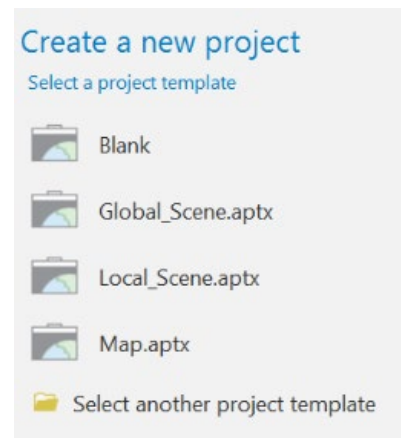 Create a new project
Select a project template
Blank
Global_Scene.aptx
Local_Scene.aptx
Map.aptx
Select another project template